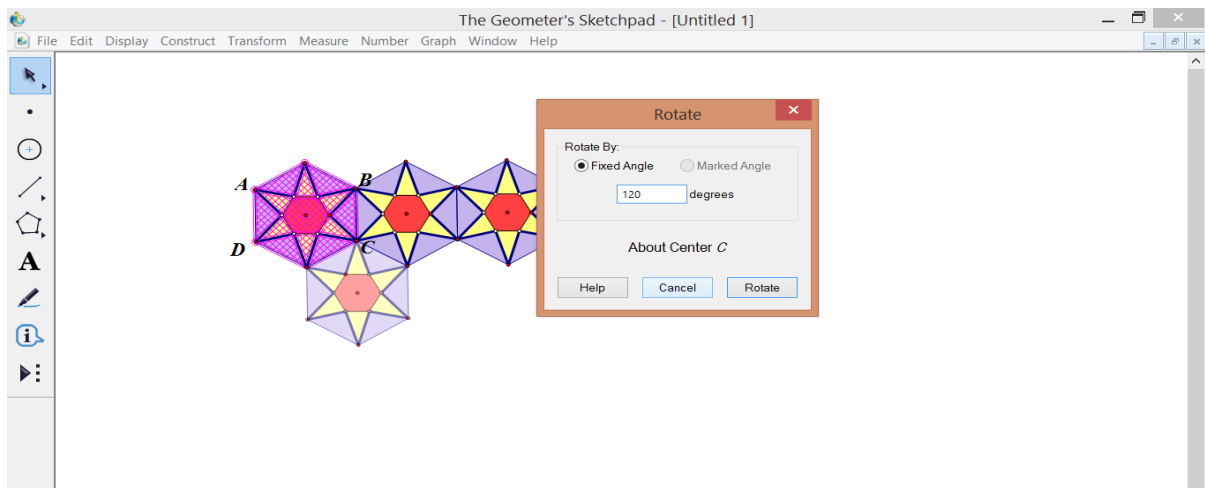 The Geometer's Sketchpad - [Untitled 1]
File Edit Display Construct Transform Measure Number Graph Window Help
Rotate
Rotate By:
Fixed Angle Marked Angle
120 degrees
About Center C
Help Cancel Rotate
A B
D C
A
i